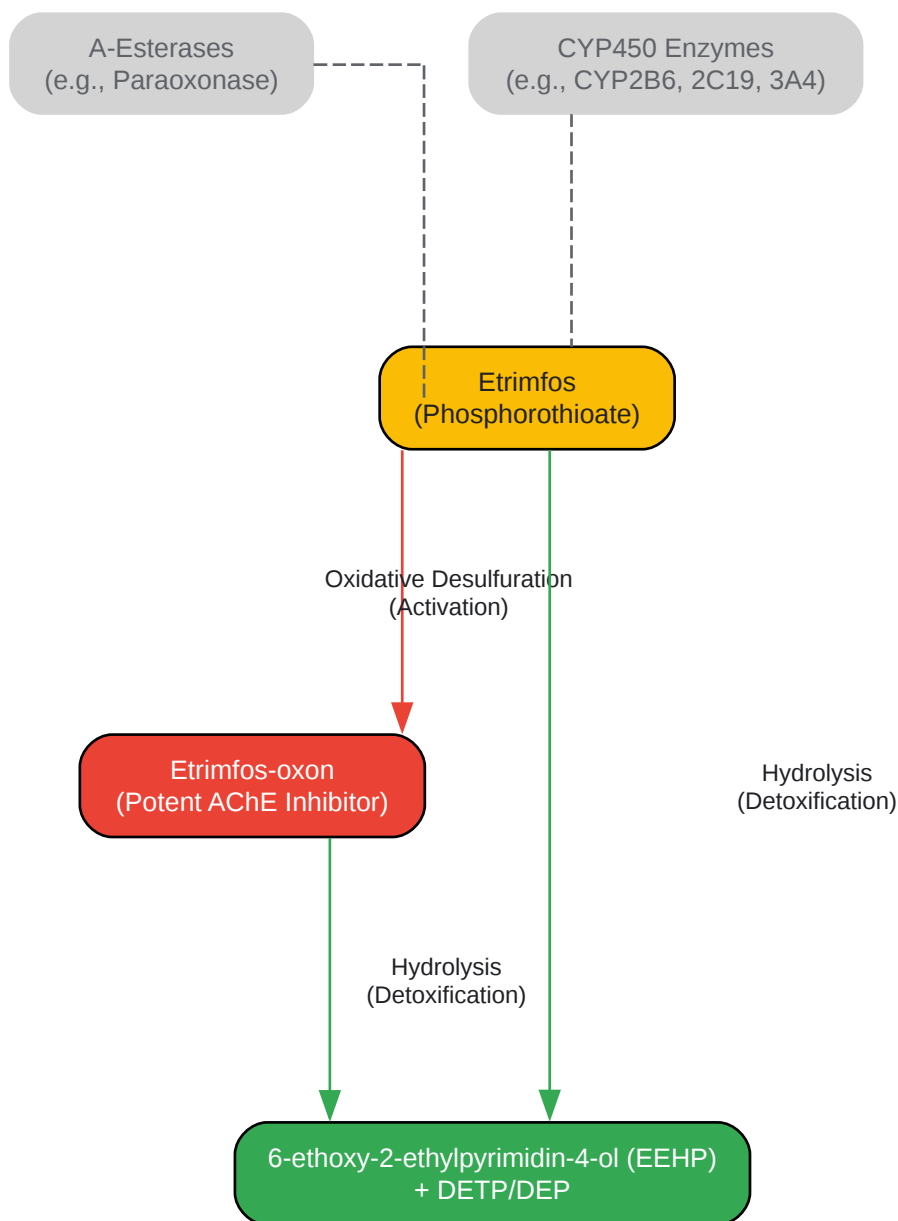 A-Esterases
(e.g., Paraoxonase)
CYP450 Enzymes
(e.g., CYP2B6, 2C19, 3A4)
Etrimfos
(Phosphorothioate)
Oxidative Desulfuration
(Activation)
Etrimfos-oxon
(Potent AChE Inhibitor)
Hydrolysis
(Detoxification)
Hydrolysis
(Detoxification)
6-ethoxy-2-ethylpyrimidin-4-ol (EEHP)
+ DETP/DEP